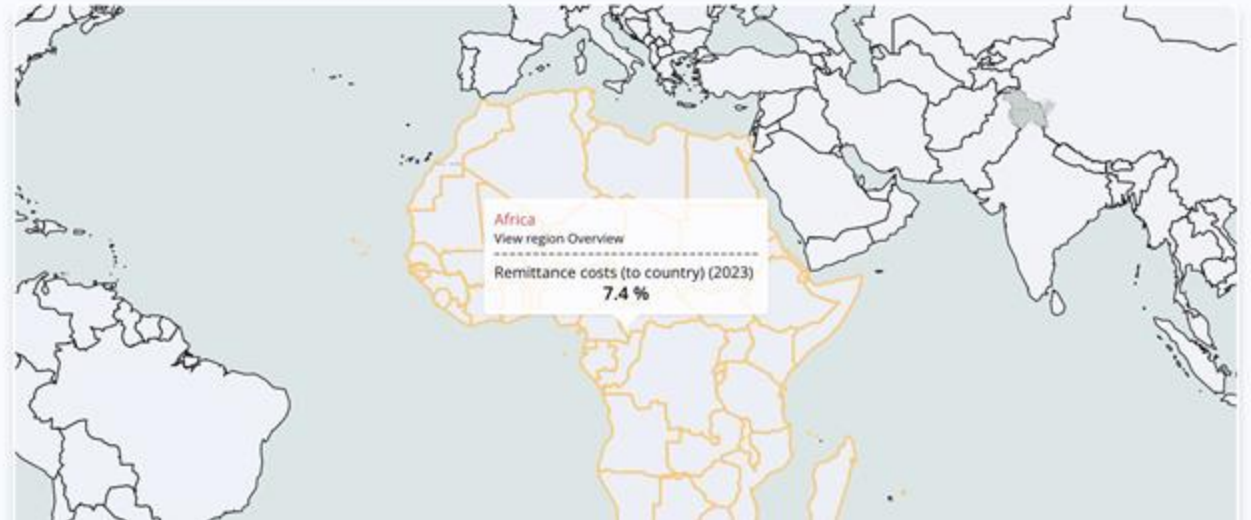 Africa
View region Overview
Remittance costs (to country) (2023)
7.4 %